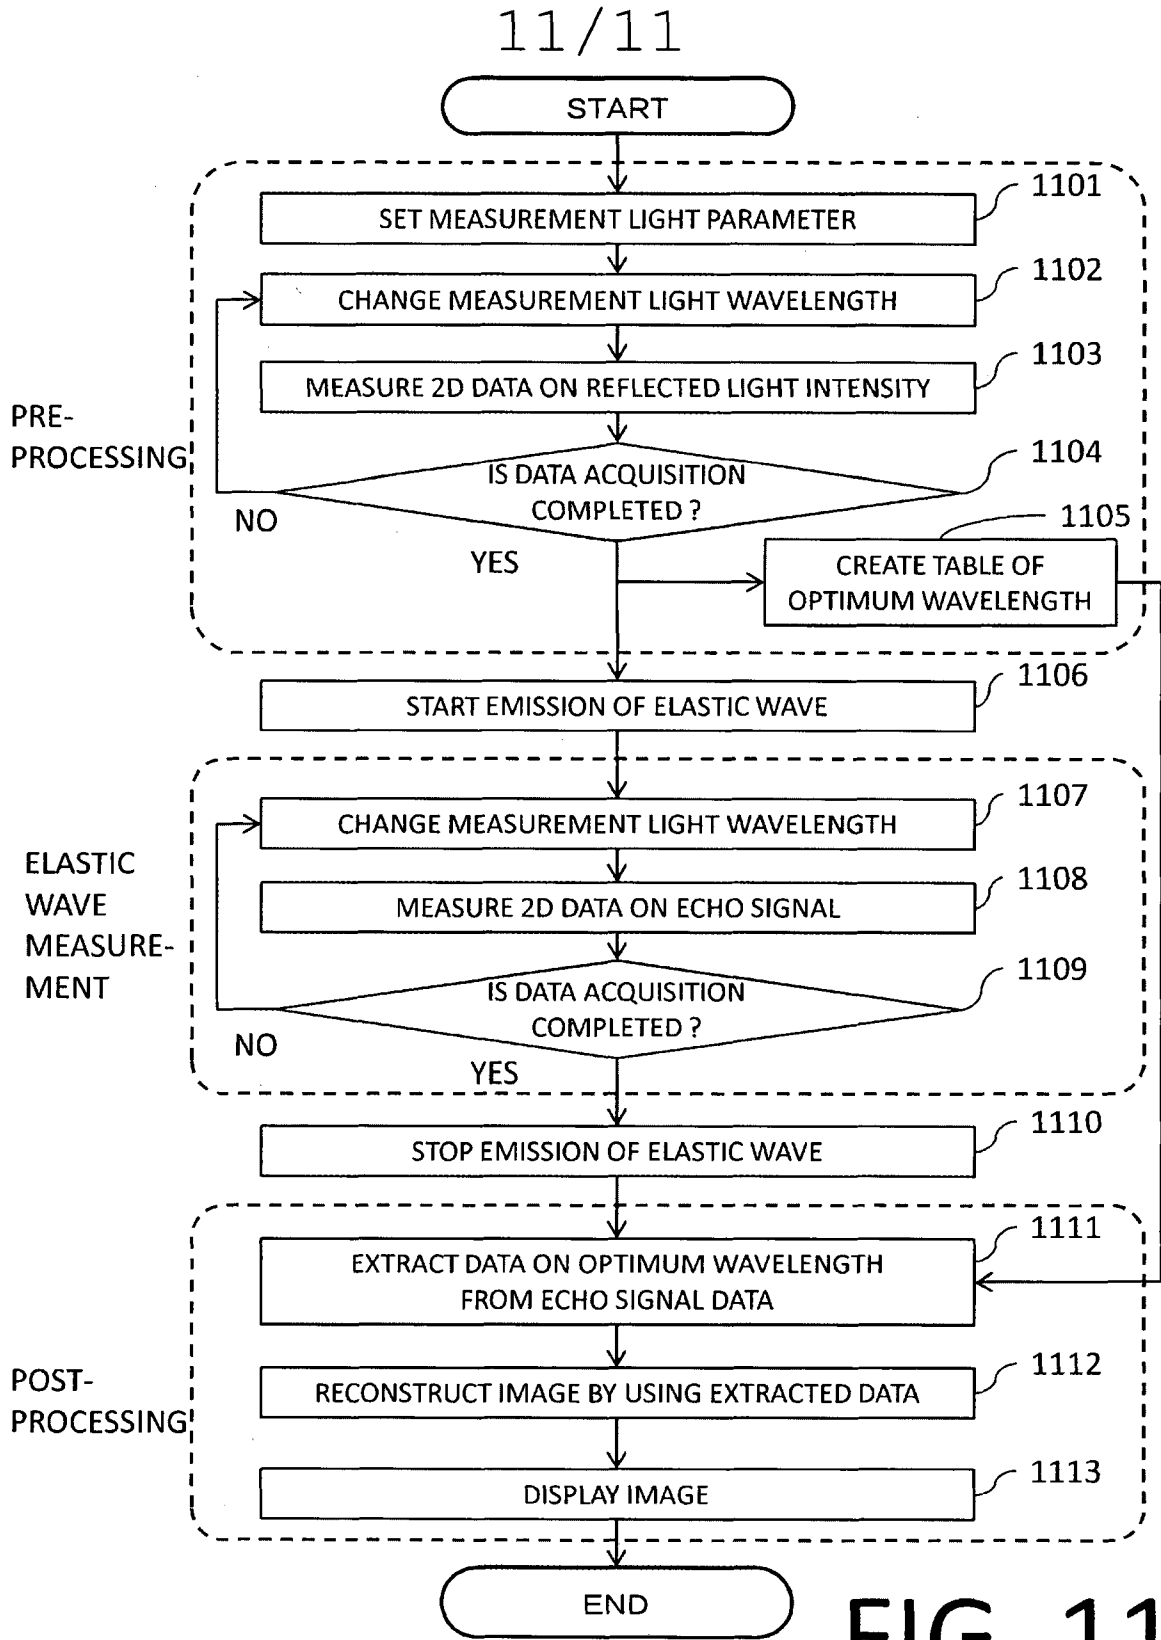 11/11
START
1101
SET MEASUREMENT LIGHT PARAMETER
1102
CHANGE MEASUREMENT LIGHT WAVELENGTH
1103
MEASURE 2D DATA ON REFLECTED LIGHT INTENSITY
PRE-
PROCESSING
1104
IS DATA ACQUISITION
COMPLETED ?
NO
YES
1105
CREATE TABLE OF
OPTIMUM WAVELENGTH
1106
START EMISSION OF ELASTIC WAVE
1107
CHANGE MEASUREMENT LIGHT WAVELENGTH
ELASTIC
WAVE
MEASURE-
MENT
1108
MEASURE 2D DATA ON ECHO SIGNAL
1109
IS DATA ACQUISITION
COMPLETED ?
NO
YES
1110
STOP EMISSION OF ELASTIC WAVE
1111
EXTRACT DATA ON OPTIMUM WAVELENGTH
FROM ECHO SIGNAL DATA
POST-
PROCESSING
1112
RECONSTRUCT IMAGE BY USING EXTRACTED DATA
1113
DISPLAY IMAGE
END
FIG. 11